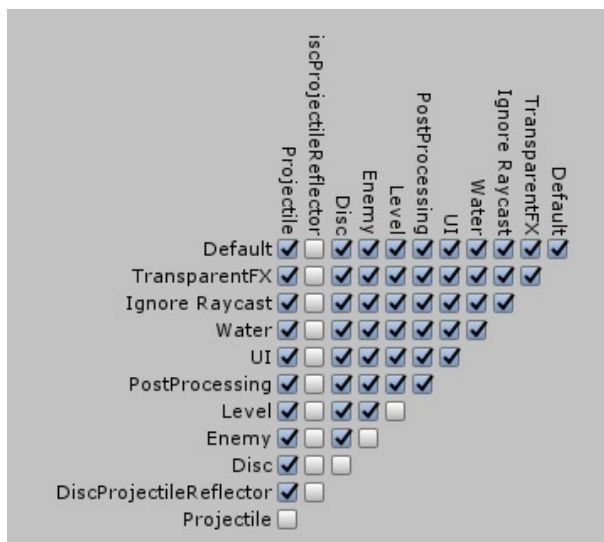 Projectile
iscProjectileReflector
Disc
Enemy
Level
PostProcessing
UI
Water
Ignore Raycast
TransparentFX
Default
Default
TransparentFX
Ignore Raycast
Water
UI
PostProcessing
Level
Enemy
Disc
DiscProjectileReflector
Projectile